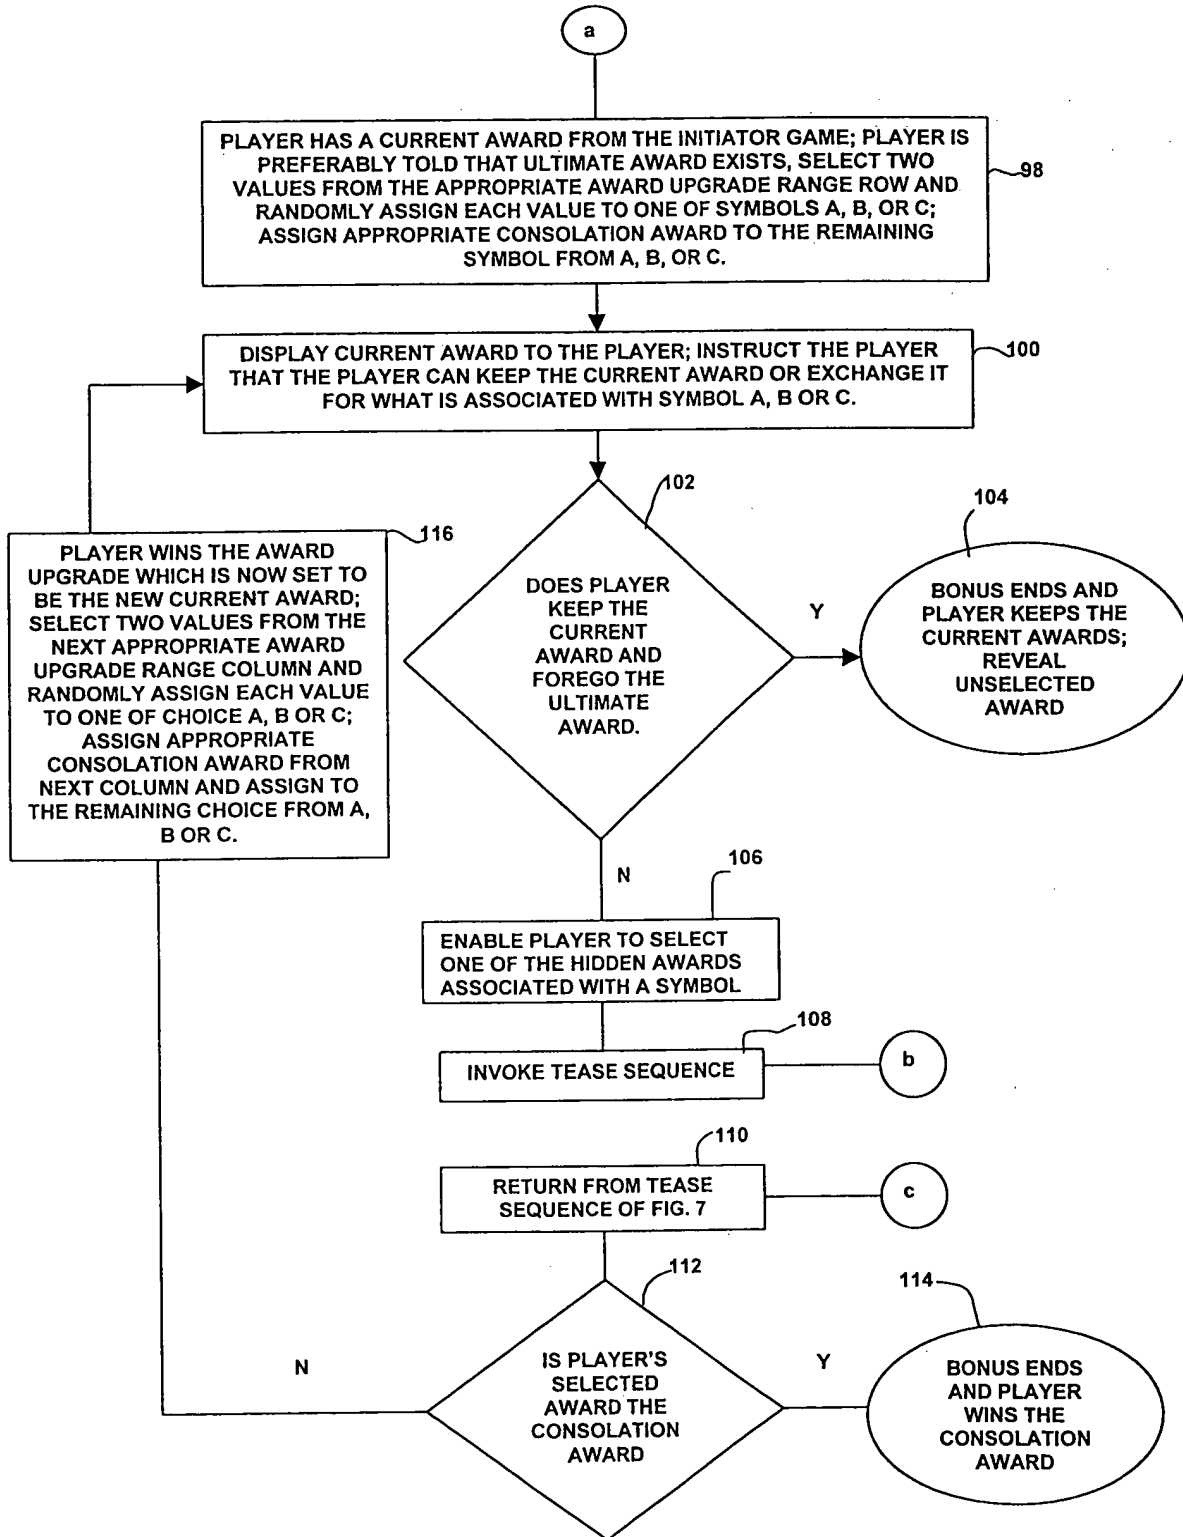 a
PLAYER HAS A CURRENT AWARD FROM THE INITIATOR GAME; PLAYER IS
PREFERABLY TOLD THAT ULTIMATE AWARD EXISTS, SELECT TWO
VALUES FROM THE APPROPRIATE AWARD UPGRADE RANGE ROW AND
RANDOMLY ASSIGN EACH VALUE TO ONE OF SYMBOLS A, B, OR C;
ASSIGN APPROPRIATE CONSOLATION AWARD TO THE REMAINING
SYMBOL FROM A, B, OR C.
98
DISPLAY CURRENT AWARD TO THE PLAYER; INSTRUCT THE PLAYER
THAT THE PLAYER CAN KEEP THE CURRENT AWARD OR EXCHANGE IT
FOR WHAT IS ASSOCIATED WITH SYMBOL A, B OR C.
100
102
DOES PLAYER
KEEP THE
CURRENT
AWARD AND
FOREGO THE
ULTIMATE
AWARD.
Y
104
BONUS ENDS AND
PLAYER KEEPS THE
CURRENT AWARDS;
REVEAL
UNSELECTED
AWARD
116
PLAYER WINS THE AWARD
UPGRADE WHICH IS NOW SET TO
BE THE NEW CURRENT AWARD;
SELECT TWO VALUES FROM THE
NEXT APPROPRIATE AWARD
UPGRADE RANGE COLUMN AND
RANDOMLY ASSIGN EACH VALUE
TO ONE OF CHOICE A, B OR C;
ASSIGN APPROPRIATE
CONSOLATION AWARD FROM
NEXT COLUMN AND ASSIGN TO
THE REMAINING CHOICE FROM A,
B OR C.
N
106
ENABLE PLAYER TO SELECT
ONE OF THE HIDDEN AWARDS
ASSOCIATED WITH A SYMBOL
108
INVOKE TEASE SEQUENCE
b
110
RETURN FROM TEASE
SEQUENCE OF FIG. 7
c
112
IS PLAYER'S
SELECTED
AWARD THE
CONSOLATION
AWARD
N
Y
114
BONUS ENDS
AND PLAYER
WINS THE
CONSOLATION
AWARD